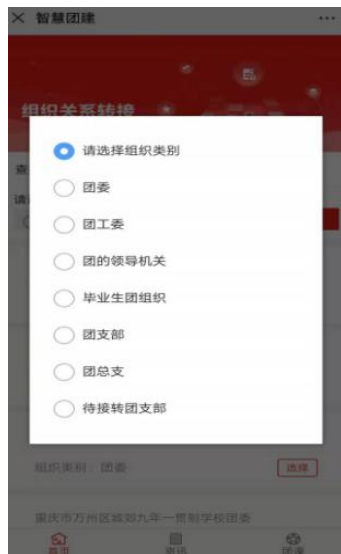 智慧团建
组织关系转接
查
请选择组织类别
团委
团工委
团的领导机关
毕业生团组织
团支部
团总支
待接转团支部
组织类别：团委
选择
重庆市万州区城郊九年一贯制学校团委
首页
资讯
团课